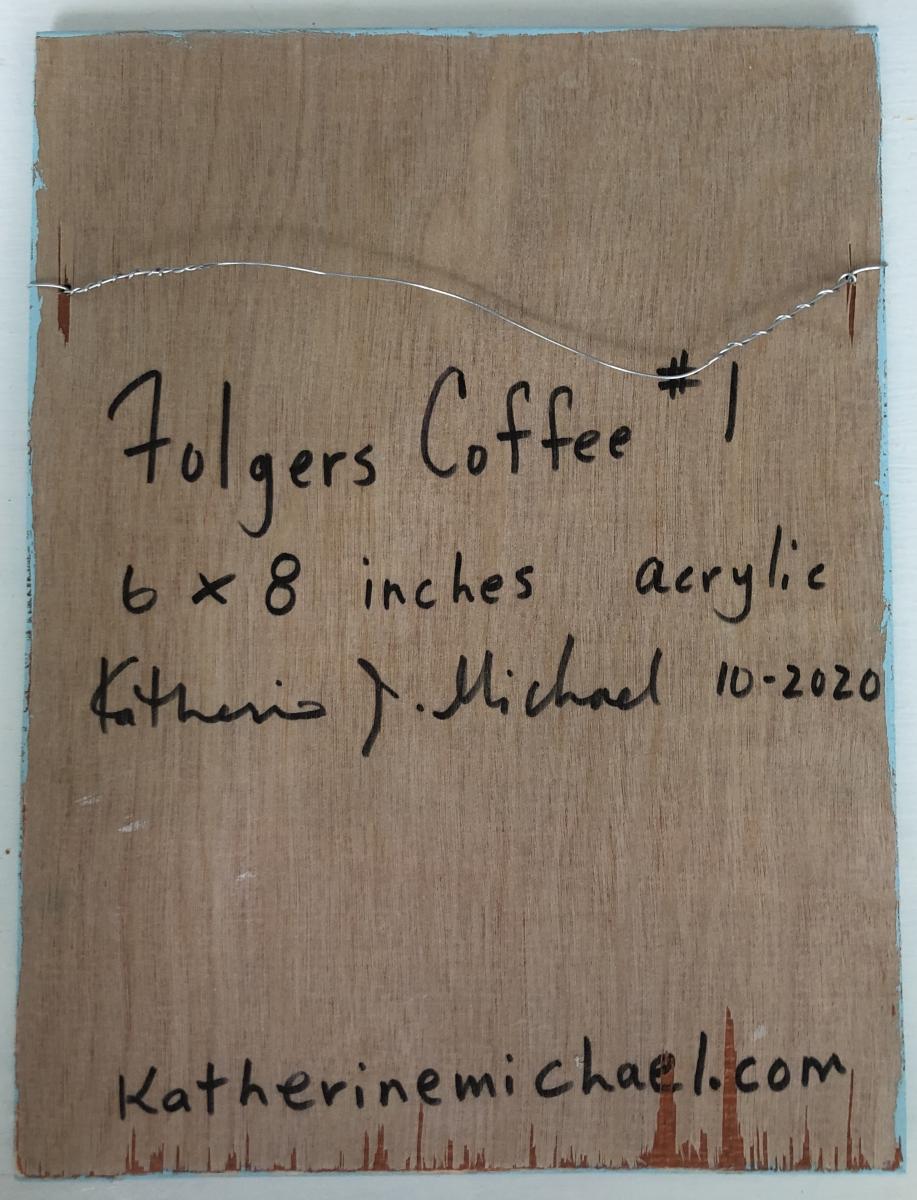 Folgers Coffee #1
6 x 8 inches acrylic
Katherine J. Michael 10-2020
Katherinemichael.com